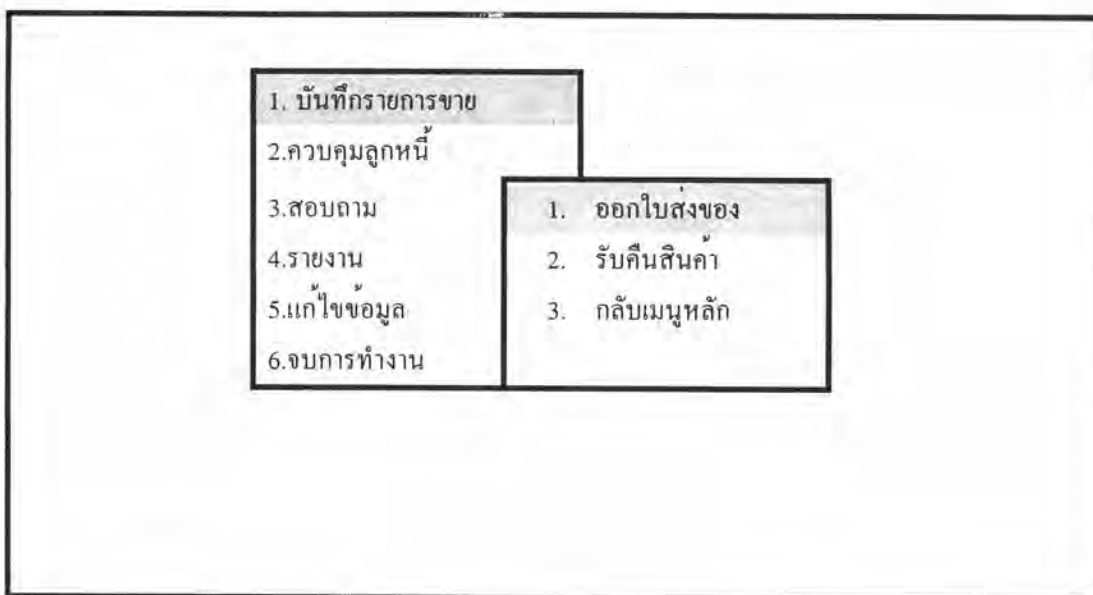 1. บันทึกรายการขาย
2.ควบคุมลูกหนี้
3.สอบถาม
4.รายงาน
5.แก้ไขข้อมูล
6.จบการทำงาน
1. ออกใบส่งของ
2. รับคืนสินค้า
3. กลับเมนูหลัก